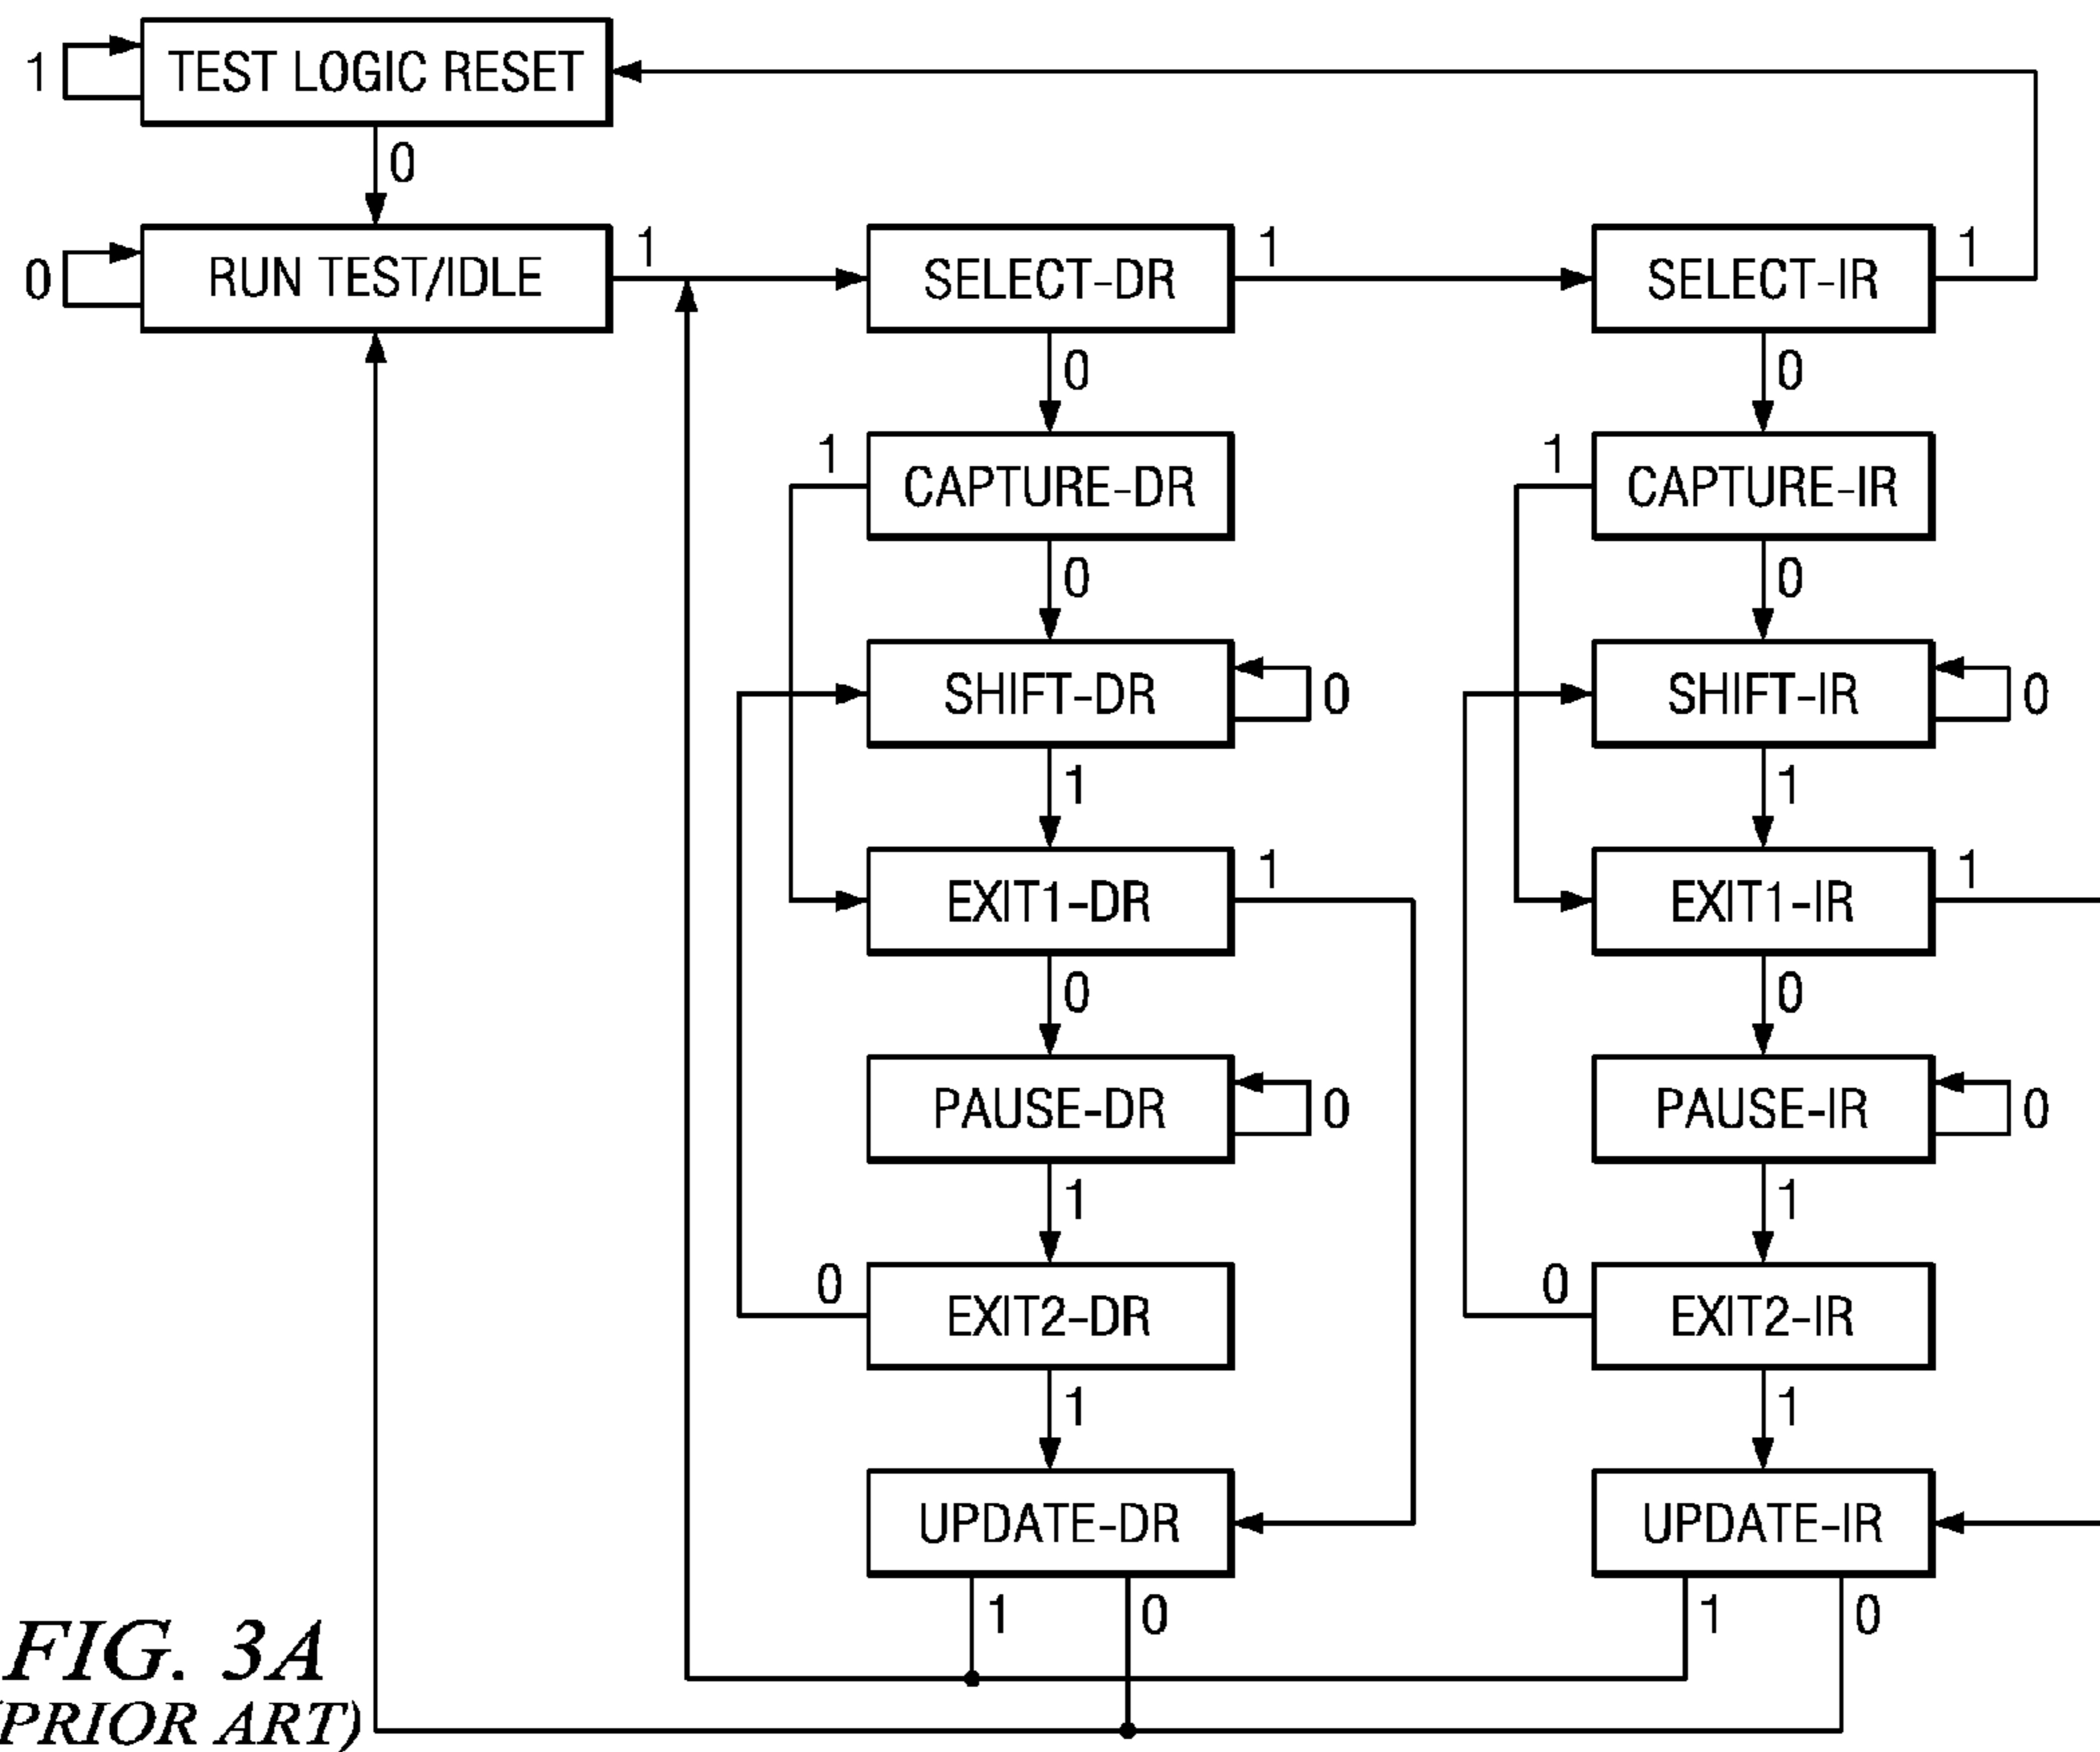 1 TEST LOGIC RESET
0
0 RUN TEST/IDLE 1 SELECT-DR 1 SELECT-IR 1
0 0
1 CAPTURE-DR 1 CAPTURE-IR
0 0
SHIFT-DR 0 SHIFT-IR 0
1 1
EXIT1-DR 1 EXIT1-IR 1
0 0
PAUSE-DR 0 PAUSE-IR 0
1 1
0 EXIT2-DR 0 EXIT2-IR
1 1
UPDATE-DR UPDATE-IR
1 0 1 0
FIG. 3A
(PRIOR ART)